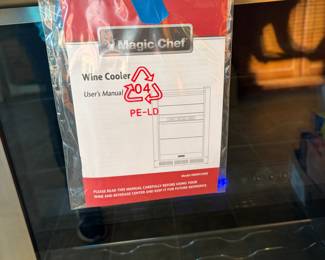 Magic Chef
Wine Cooler
User's Manual
04
PE-LD
PLEASE READ THIS MANUAL CAREFULLY BEFORE USING YOUR
WINE AND BEVERAGE CENTER AND KEEP IT FOR FUTURE REFERENCE